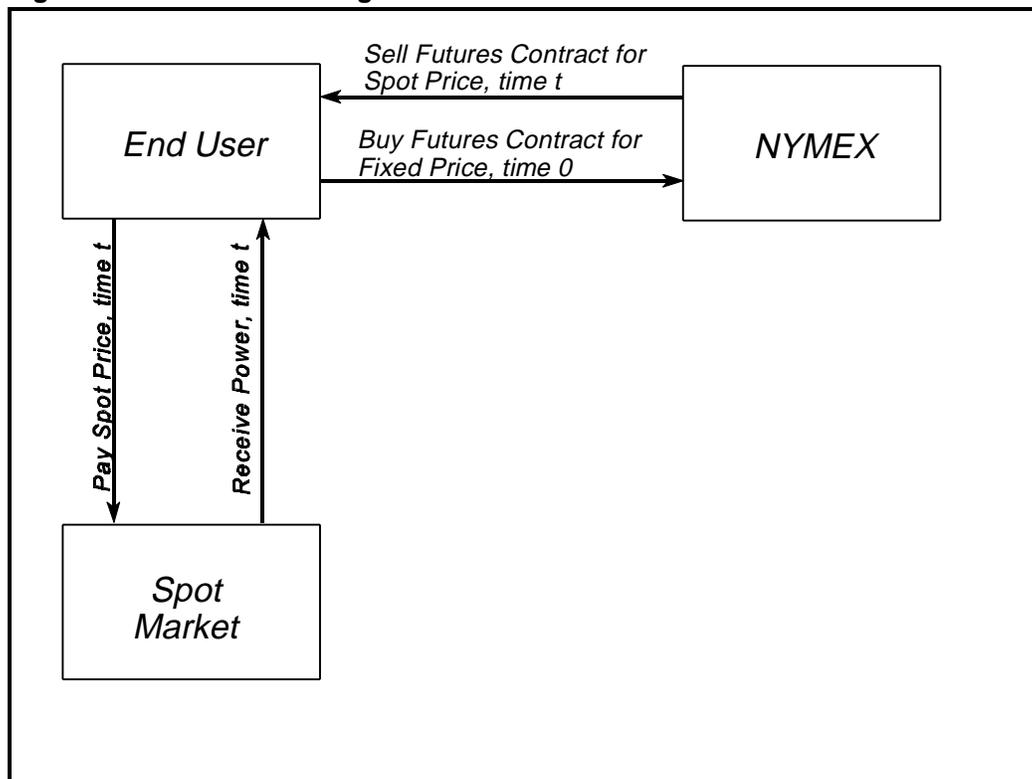 Sell Futures Contract for
Spot Price, time t
End User
NYMEX
Buy Futures Contract for
Fixed Price, time 0
Pay Spot Price, time t
Receive Power, time t
Spot
Market